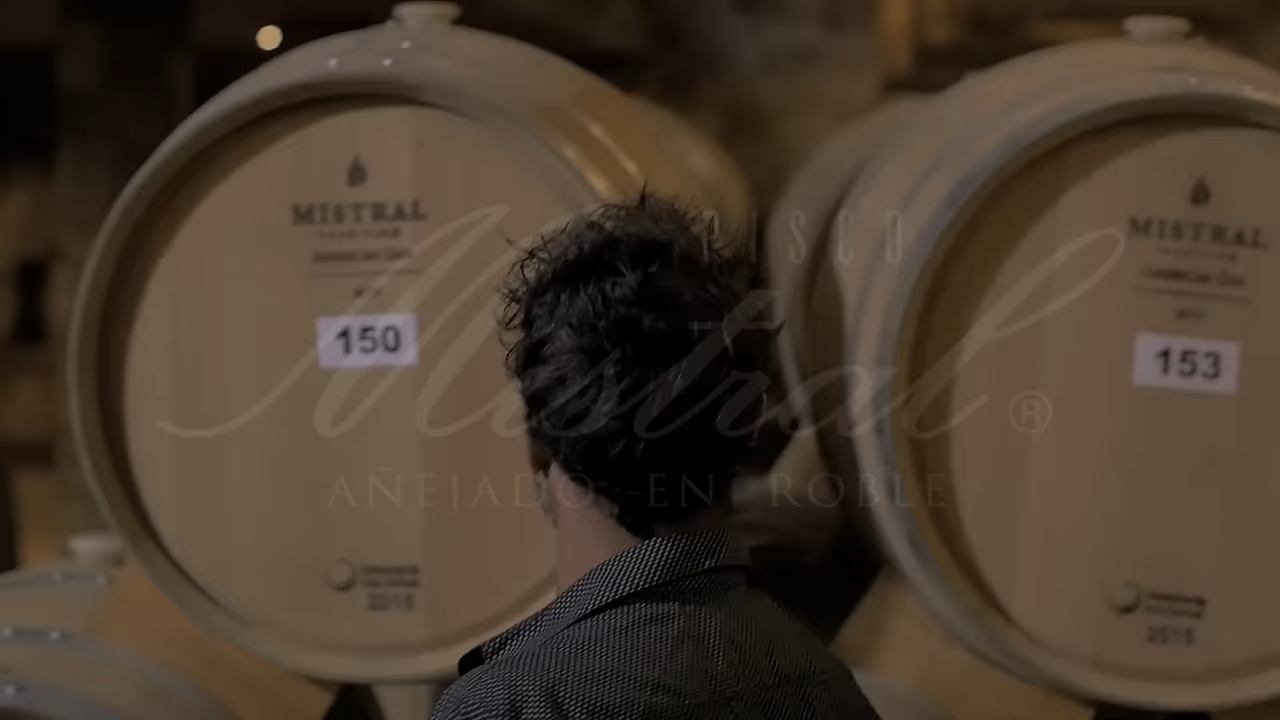 MISTRAL
150
PISCO
Mistral ®
AÑEJADO EN ROBLE
2015
MISTRAL
153
2015